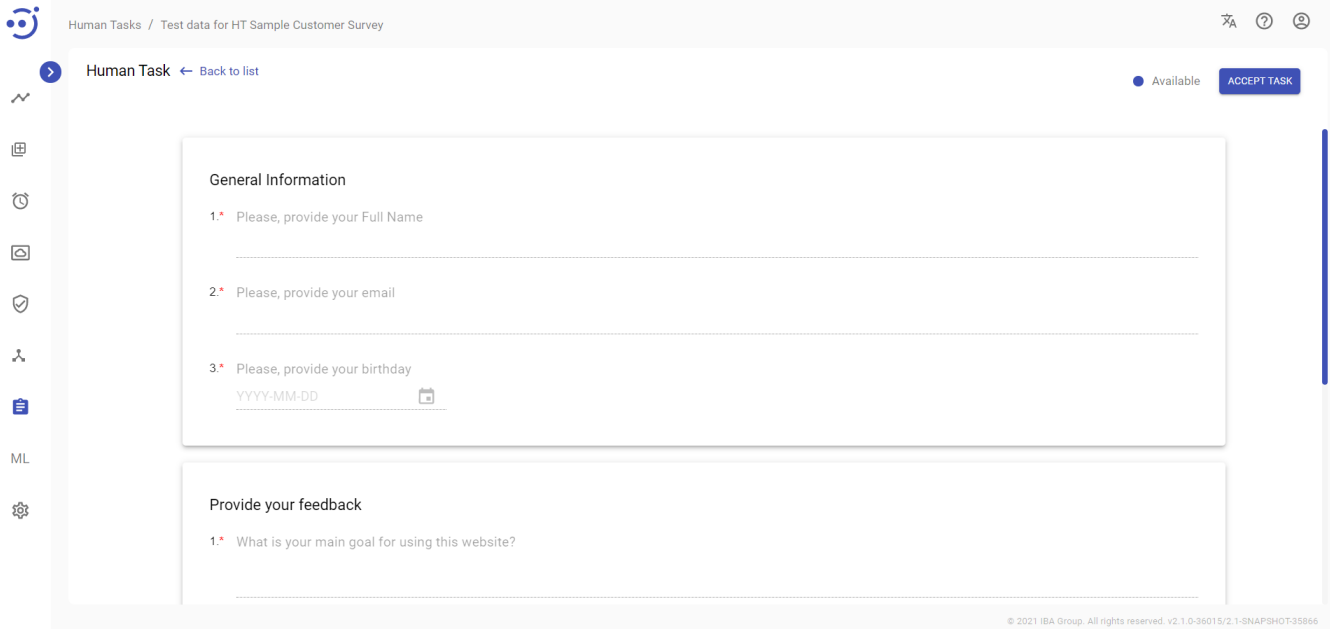 Human Tasks / Test data for HT Sample Customer Survey
Human Task ← Back to list
Available
ACCEPT TASK
General Information
1.* Please, provide your Full Name
2.* Please, provide your email
3.* Please, provide your birthday
YYYY-MM-DD
ML
Provide your feedback
1.* What is your main goal for using this website?
© 2021 IBA Group. All rights reserved. v2.1.0-36015/2.1-SNAPSHOT-35866